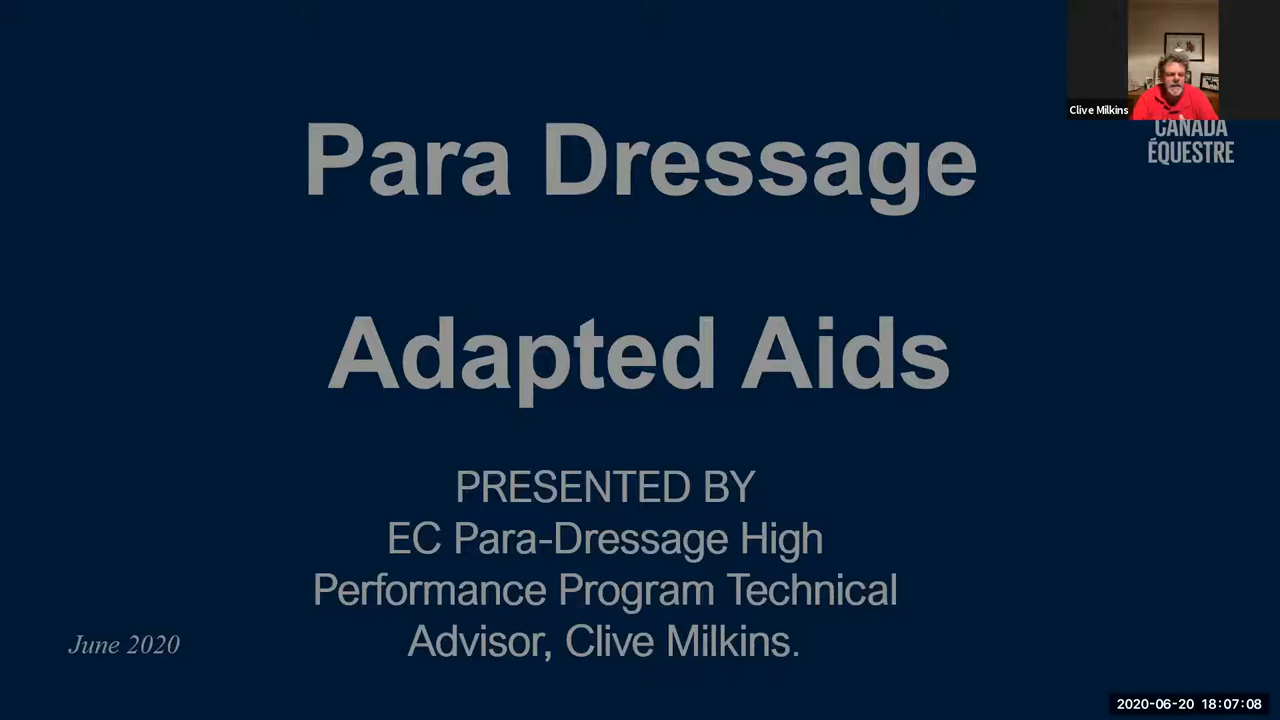 Clive Milkins
CANADA
ÉQUESTRE
Para Dressage
Adapted Aids
PRESENTED BY
EC Para-Dressage High
Performance Program Technical
Advisor, Clive Milkins.
June 2020
2020-06-20 18:07:08